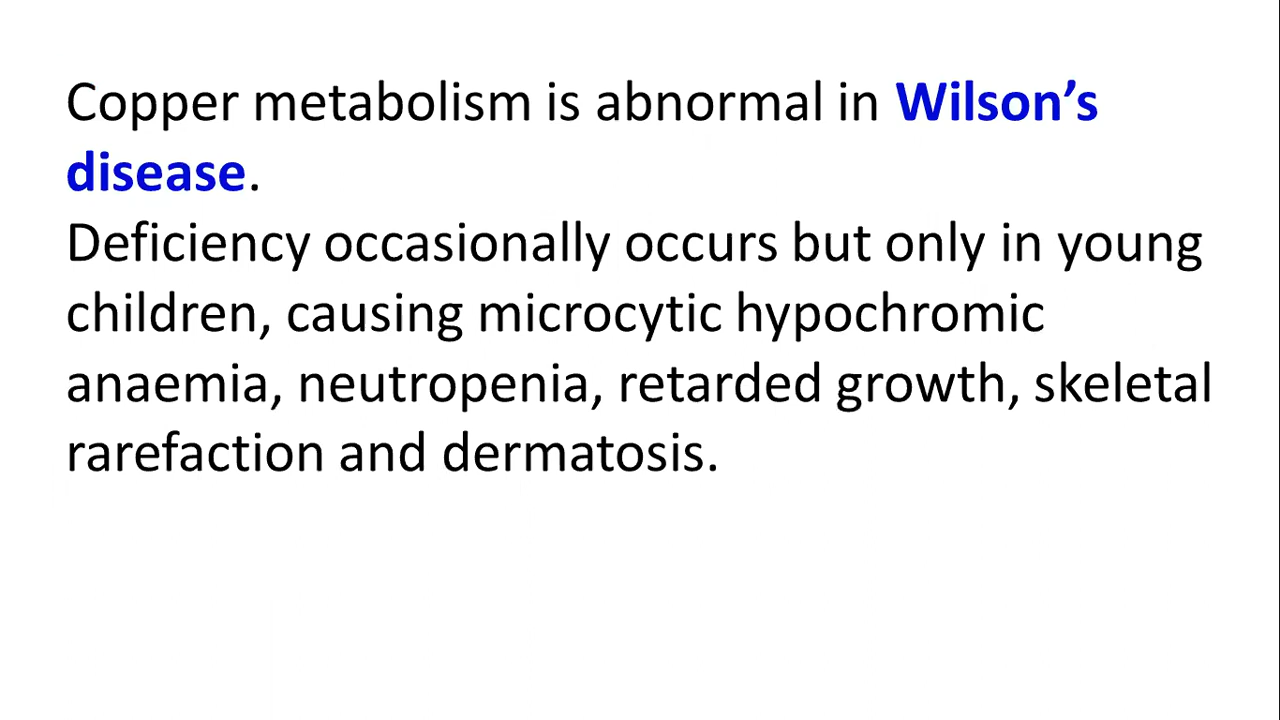 Copper metabolism is abnormal in Wilson’s
disease.
Deficiency occasionally occurs but only in young
children, causing microcytic hypochromic
anaemia, neutropenia, retarded growth, skeletal
rarefaction and dermatosis.